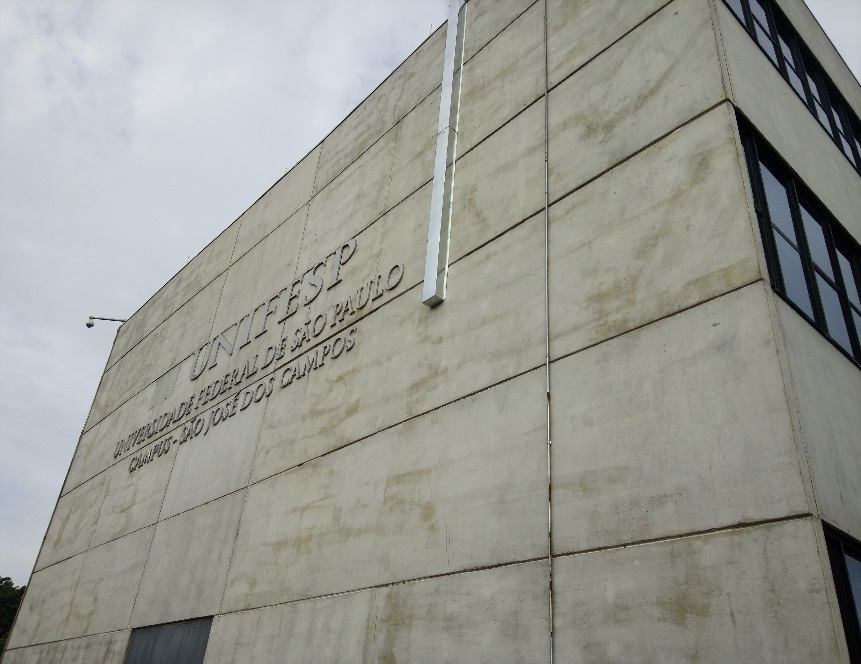 UNIFESP
UNIVERSIDADE FEDERAL DE SÃO PAULO
CAMPUS - SÃO JOSÉ DOS CAMPOS